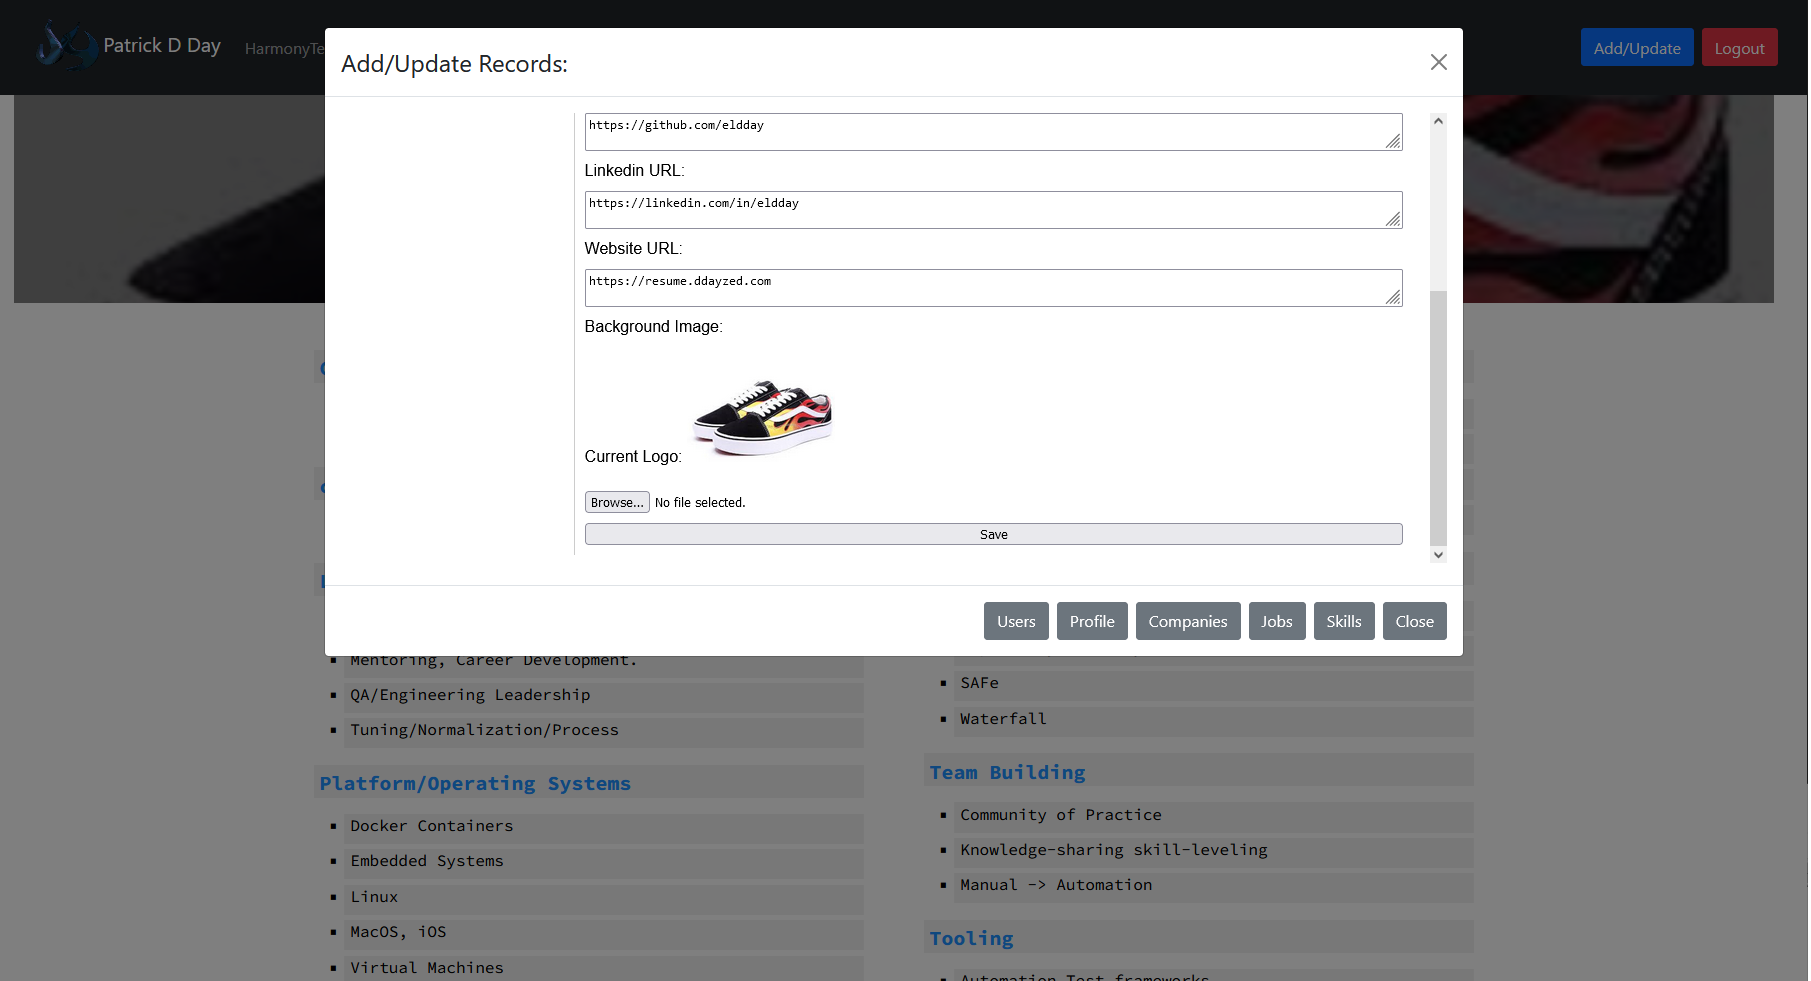 Patrick D Day
HarmonyTe
Add/Update
Logout
Add/Update Records:
https://github.com/eldday
Linkedin URL:
https://linkedin.com/in/eldday
Website URL:
https://resume.ddayzed.com
Background Image:
Current Logo:
Browse... No file selected.
Save
Users
Profile
Companies
Jobs
Skills
Close
Mentoring, Career Development.
QA/Engineering Leadership
Tuning/Normalization/Process
Platform/Operating Systems
Docker Containers
Embedded Systems
Linux
MacOS, iOS
Virtual Machines
SAFe
Waterfall
Team Building
Community of Practice
Knowledge-sharing skill-leveling
Manual -> Automation
Tooling
Automation Test frameworks